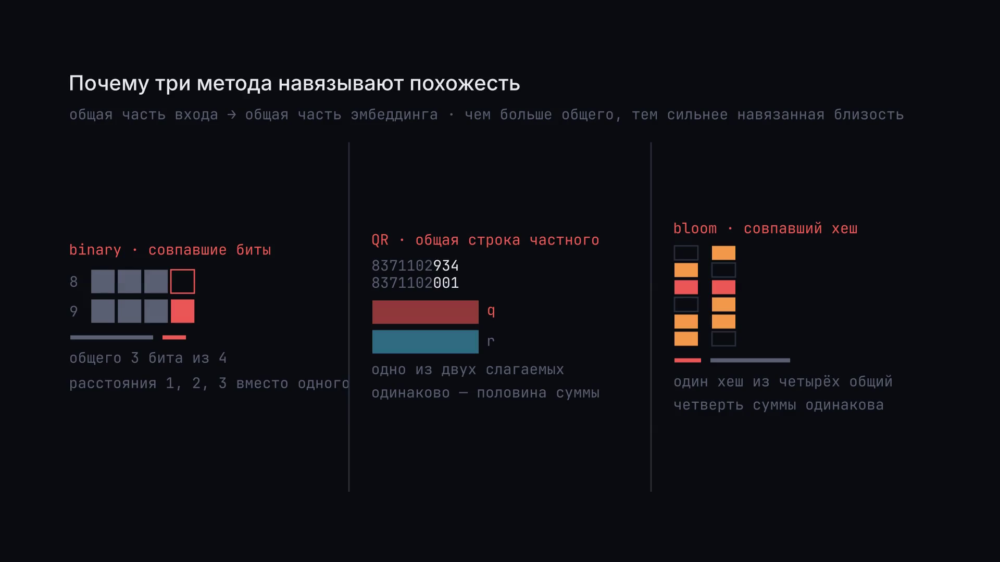 Почему три метода навязывают похожесть
общая часть входа → общая часть эмбеддинга · чем больше общего, тем сильнее навязанная близость
binary · совпавшие биты
8
9
общего 3 бита из 4
расстояния 1, 2, 3 вместо одного
QR · общая строка частного
8371102934
8371102001
q
r
одно из двух слагаемых
одинаково — половина суммы
bloom · совпавший хеш
один хеш из четырёх общий
четверть суммы одинакова